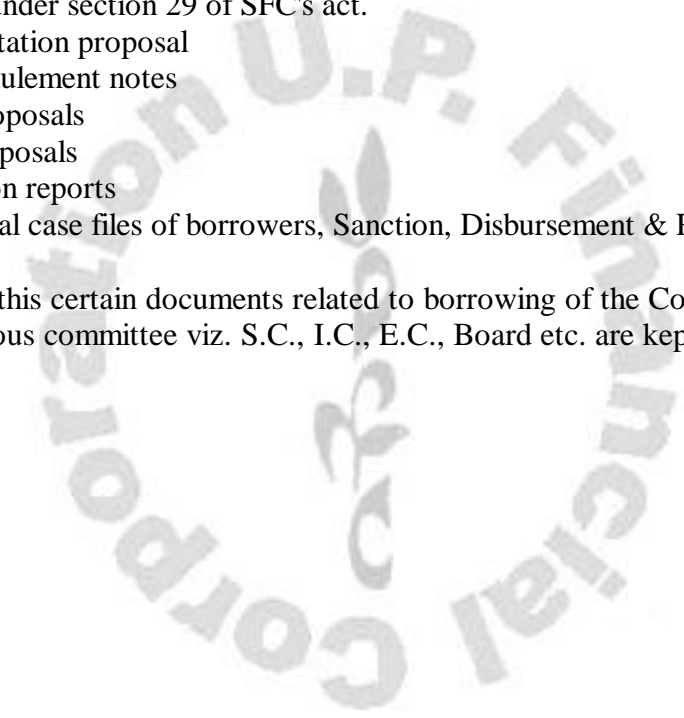 under section 29 of SFC's act.
tation proposal
ulement notes
oposals
posals
on reports
al case files of borrowers, Sanction, Disbursement & F
this certain documents related to borrowing of the Co
ous committee viz. S.C., I.C., E.C., Board etc. are kep
U.P. Financial Corporation